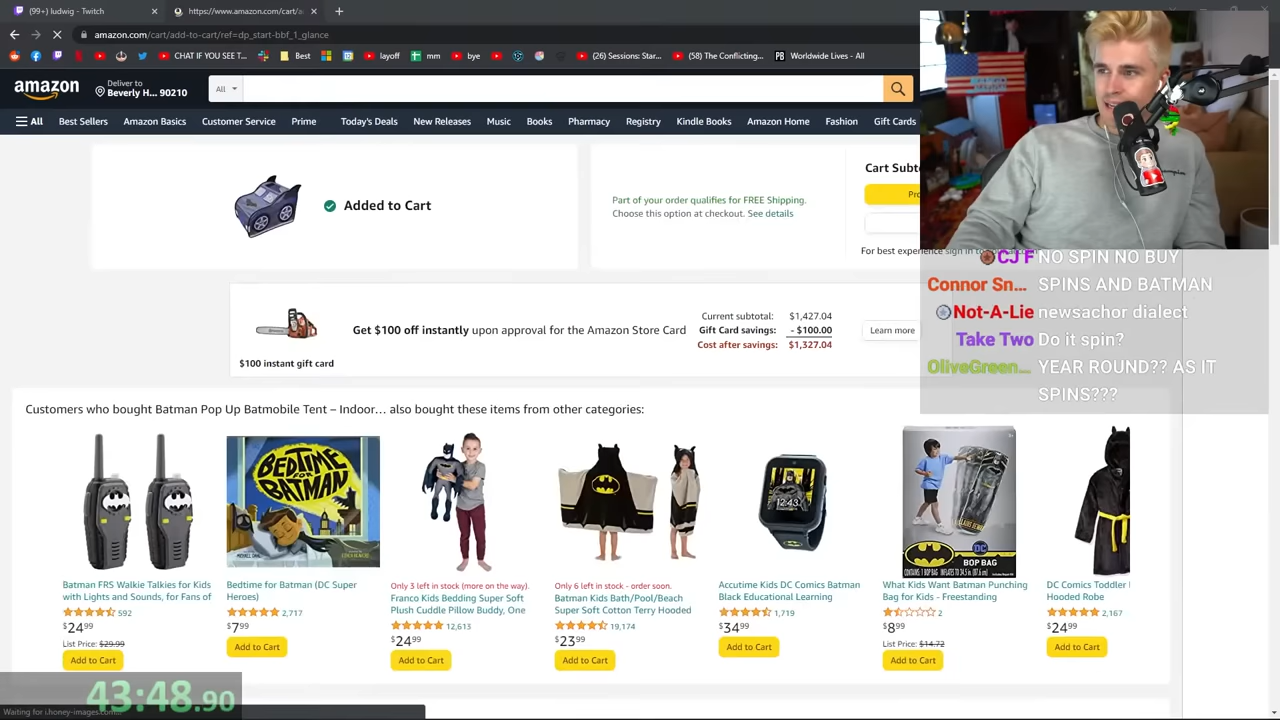 (99+) ludwig - Twitch
https://www.amazon.com/cart/a
amazon.com/cart/add-to-cart/ref=dp_start-bbf_1_glance
CHAT IF YOU SEE T...
Best
layoff
mm
bye
(26) Sessions: Star...
(58) The Conflicting...
Worldwide Lives - All
amazon
Deliver to
Beverly H... 90210
All
All
Best Sellers
Amazon Basics
Customer Service
Prime
Today's Deals
New Releases
Music
Books
Pharmacy
Registry
Kindle Books
Amazon Home
Fashion
Gift Cards
Added to Cart
Part of your order qualifies for FREE Shipping.
Choose this option at checkout. See details
Cart Subt
Pro
For best experience sign in to
CJ F NO SPIN NO BUY
Connor Sn... SPINS AND BATMAN
Not-A-Lie newsachor dialect
Take Two Do it spin?
OliveGreen... YEAR ROUND?? AS IT
SPINS???
$100 instant gift card
Get $100 off instantly upon approval for the Amazon Store Card
Current subtotal: $1,427.04
Gift Card savings: - $100.00
Cost after savings: $1,327.04
Learn more
Customers who bought Batman Pop Up Batmobile Tent – Indoor... also bought these items from other categories:
BEDTIME
FOR
BATMAN
12:43
BOP BAG
Batman FRS Walkie Talkies for Kids
with Lights and Sounds, for Fans of
592
$24.99
List Price: $29.99
Add to Cart
Bedtime for Batman (DC Super
Heroes)
2,717
$7.99
Add to Cart
Only 3 left in stock (more on the way).
Franco Kids Bedding Super Soft
Plush Cuddle Pillow Buddy, One
12,613
$24.99
Add to Cart
Only 6 left in stock - order soon.
Batman Kids Bath/Pool/Beach
Super Soft Cotton Terry Hooded
19,174
$23.99
Add to Cart
Accutime Kids DC Comics Batman
Black Educational Learning
1,719
$34.99
Add to Cart
What Kids Want Batman Punching
Bag for Kids - Freestanding
2
$8.99
List Price: $14.72
Add to Cart
DC Comics Toddler
Hooded Robe
2,167
$24.99
Add to Cart
43:48.90
Waiting for i.honey-images.com...